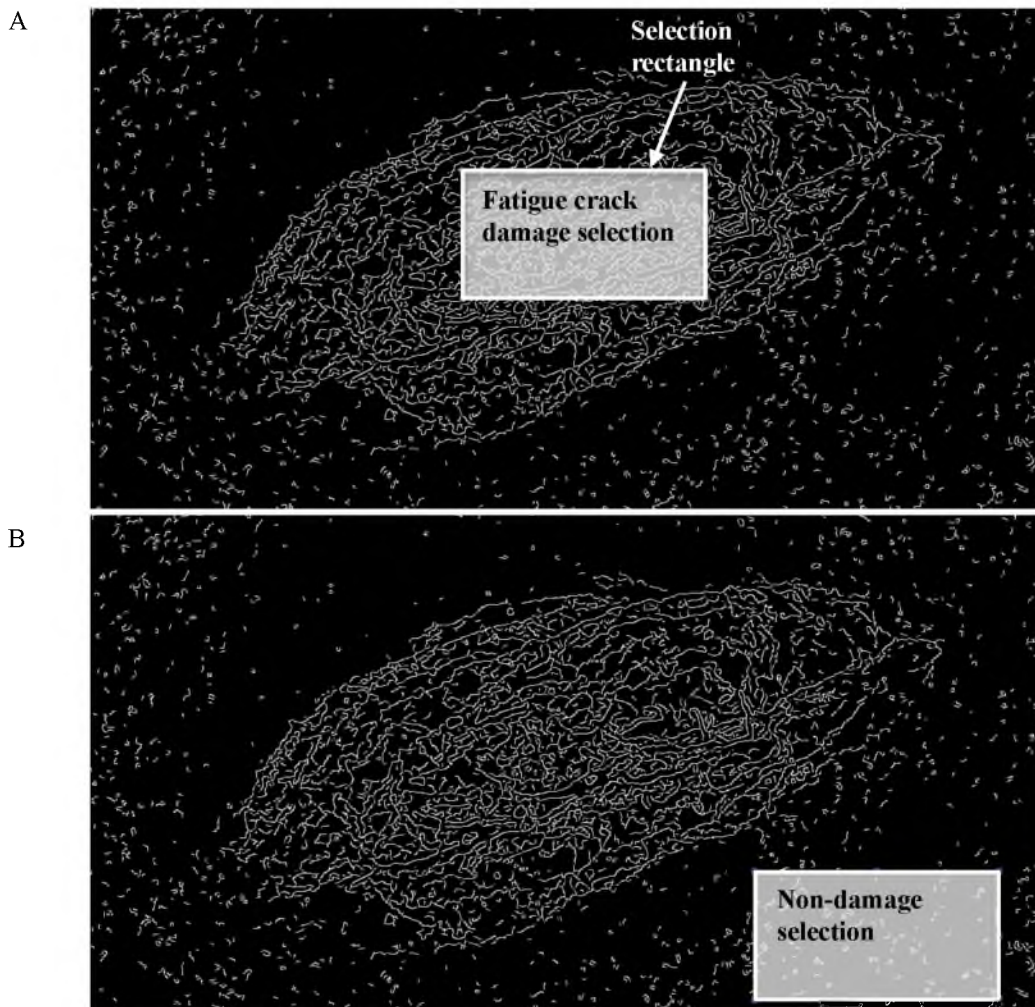 A
Selection
rectangle
Fatigue crack
damage selection
B
Non-damage
selection